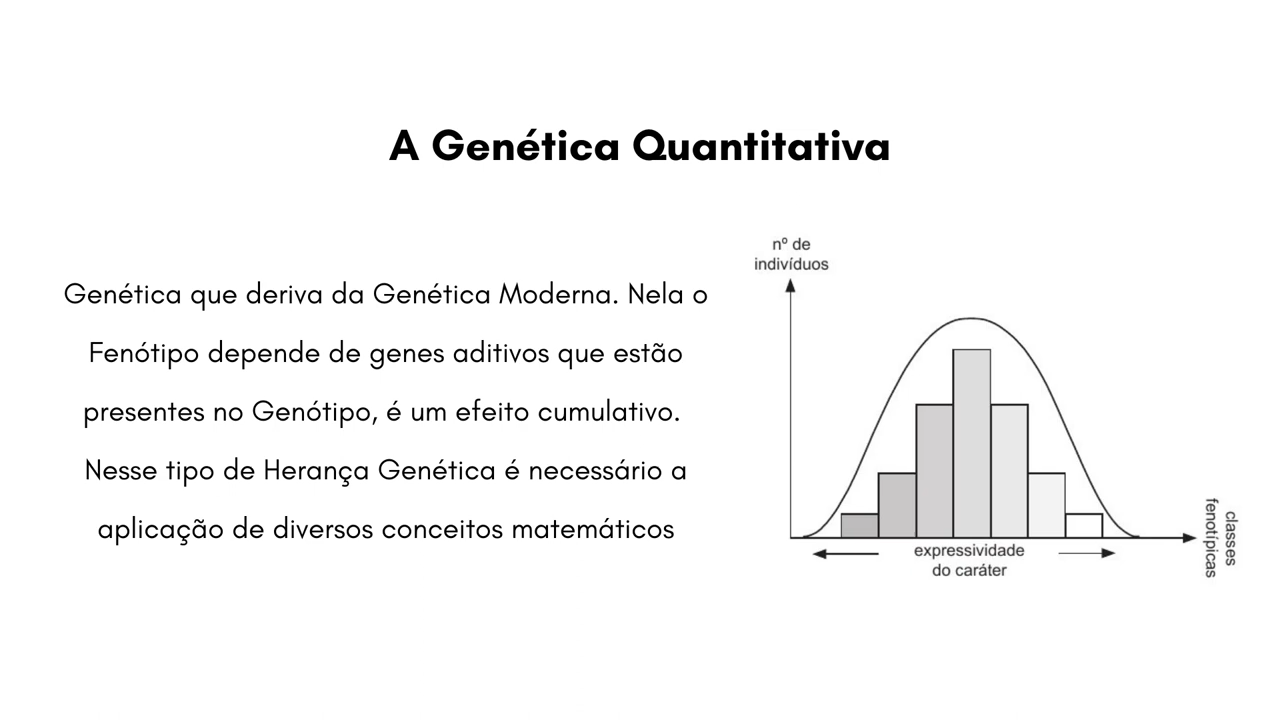 A Genética Quantitativa
Genética que deriva da Genética Moderna. Nela o
Fenótipo depende de genes aditivos que estão
presentes no Genótipo, é um efeito cumulativo.
Nesse tipo de Herança Genética é necessário a
aplicação de diversos conceitos matemáticos
nº de
indivíduos
expressividade
do caráter
classes
fenotípicas